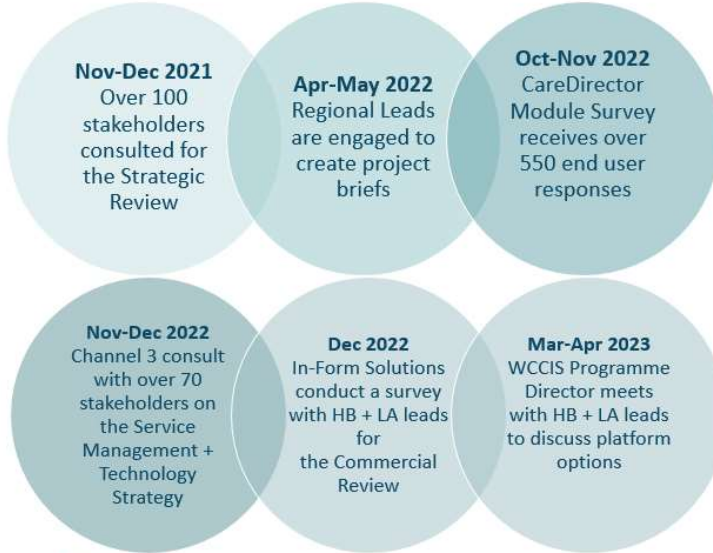 Nov-Dec 2021
Over 100
stakeholders
consulted for
the Strategic
Review
Apr-May 2022
Regional Leads
are engaged to
create project
briefs
Oct-Nov 2022
CareDirector
Module Survey
receives over
550 end user
responses
Nov-Dec 2022
Channel 3 consult
with over 70
stakeholders on
the Service
Management +
Technology
Strategy
Dec 2022
In-Form Solutions
conduct a survey
with HB + LA leads
for
the Commercial
Review
Mar-Apr 2023
WCCIS Programme
Director meets
with HB + LA leads
to discuss platform
options